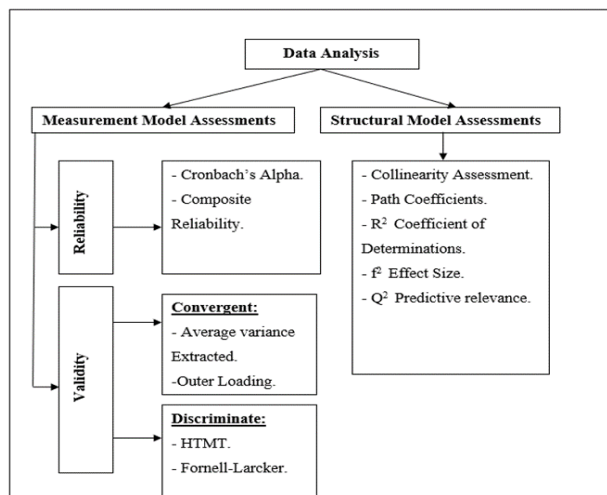 Data Analysis
Measurement Model Assessments
Structural Model Assessments
Reliability
- Cronbach's Alpha.
- Composite
Reliability.
Validity
Convergent:
- Average variance
Extracted.
-Outer Loading.
Discriminate:
- HTMT.
- Fornell-Larcker.
- Collinearity Assessment.
- Path Coefficients.
- R² Coefficient of
Determinations.
- f² Effect Size.
- Q² Predictive relevance.